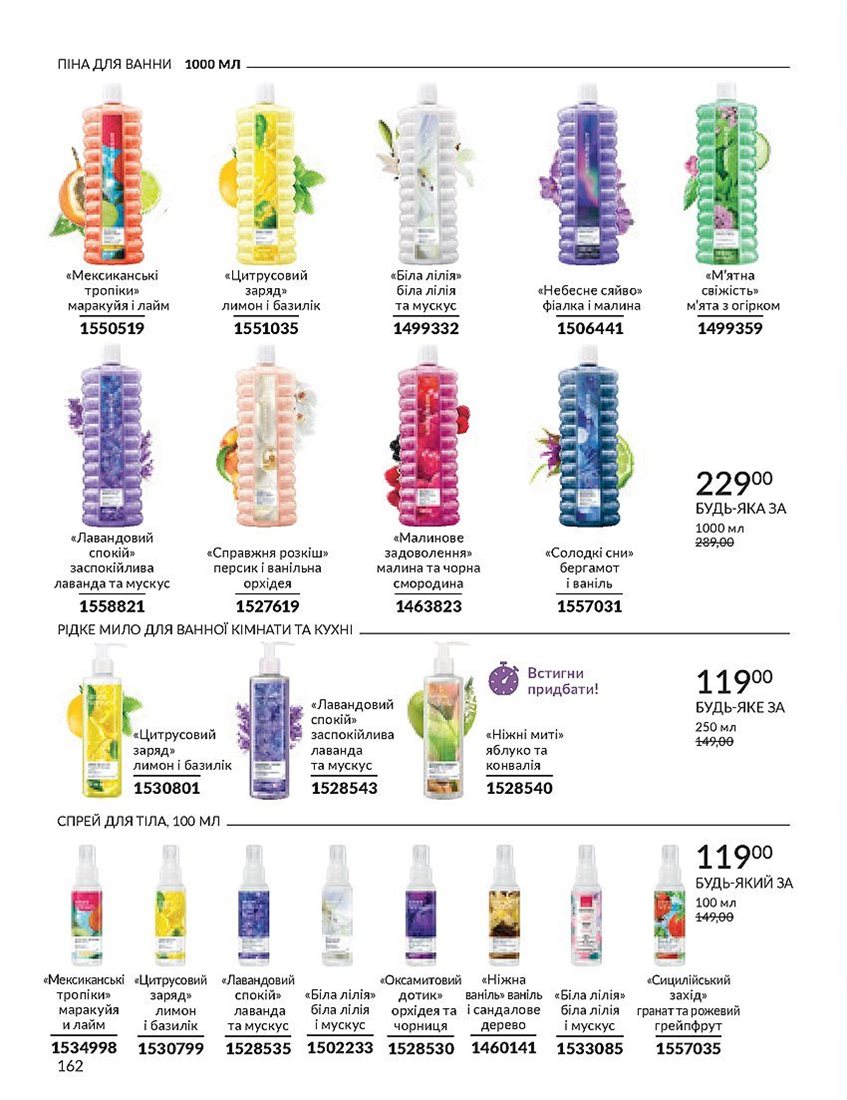 ПІНА ДЛЯ ВАННИ 1000 МЛ
«Мексиканські
тропіки»
маракуйя і лайм
1550519
«Цитрусовий
заряд»
лимон і базилік
1551035
«Біла лілія»
біла лілія
та мускус
1499332
«Небесне сяйво»
фіалка і малина
1506441
«М'ятна
свіжість»
м'ята з огірком
1499359
«Лавандовий
спокій»
заспокійлива
лаванда та мускус
1558821
«Справжня розкіш»
персик і ванільна
орхідея
1527619
«Малинове
задоволення»
малина та чорна
смородина
1463823
«Солодкі сни»
бергамот
і ваніль
1557031
22900
БУДЬ-ЯКА ЗА
1000 мл
289,00
РІДКЕ МИЛО ДЛЯ ВАННОЇ КІМНАТИ ТА КУХНІ
«Цитрусовий
заряд»
лимон і базилік
1530801
«Лавандовий
спокій»
заспокійлива
лаванда
та мускус
1528543
Встигни
придбати!
«Ніжні миті»
яблуко та
конвалія
1528540
11900
БУДЬ-ЯКЕ ЗА
250 мл
149,00
СПРЕЙ ДЛЯ ТІЛА, 100 МЛ
11900
БУДЬ-ЯКИЙ ЗА
100 мл
149,00
«Мексиканські
тропіки»
маракуйя
и лайм
1534998
«Цитрусовий
заряд»
лимон
і базилік
1530799
«Лавандовий
спокій»
лаванда
та мускус
1528535
«Біла лілія»
біла лілія
і мускус
1502233
«Оксамитовий
дотик»
орхідея та
чорниця
1528530
«Ніжна
ваніль» ваніль
і сандалове
дерево
1460141
«Біла лілія»
біла лілія
і мускус
1533085
«Сицилійський
захід»
гранат та рожевий
грейпфрут
1557035
162